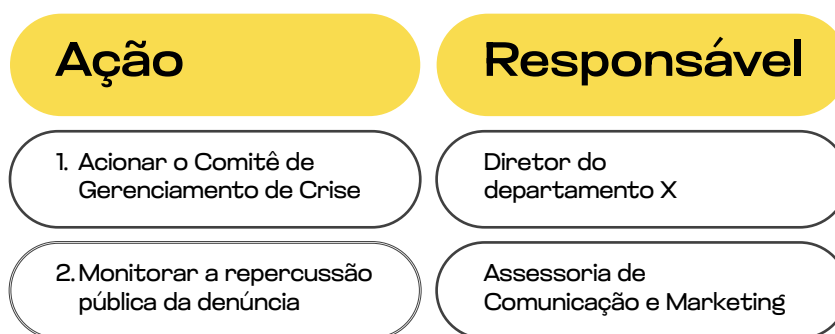 Ação
Responsável
1. Acionar o Comitê de
Gerenciamento de Crise
Diretor do
departamento X
2. Monitorar a repercussão
pública da denúncia
Assessoria de
Comunicação e Marketing